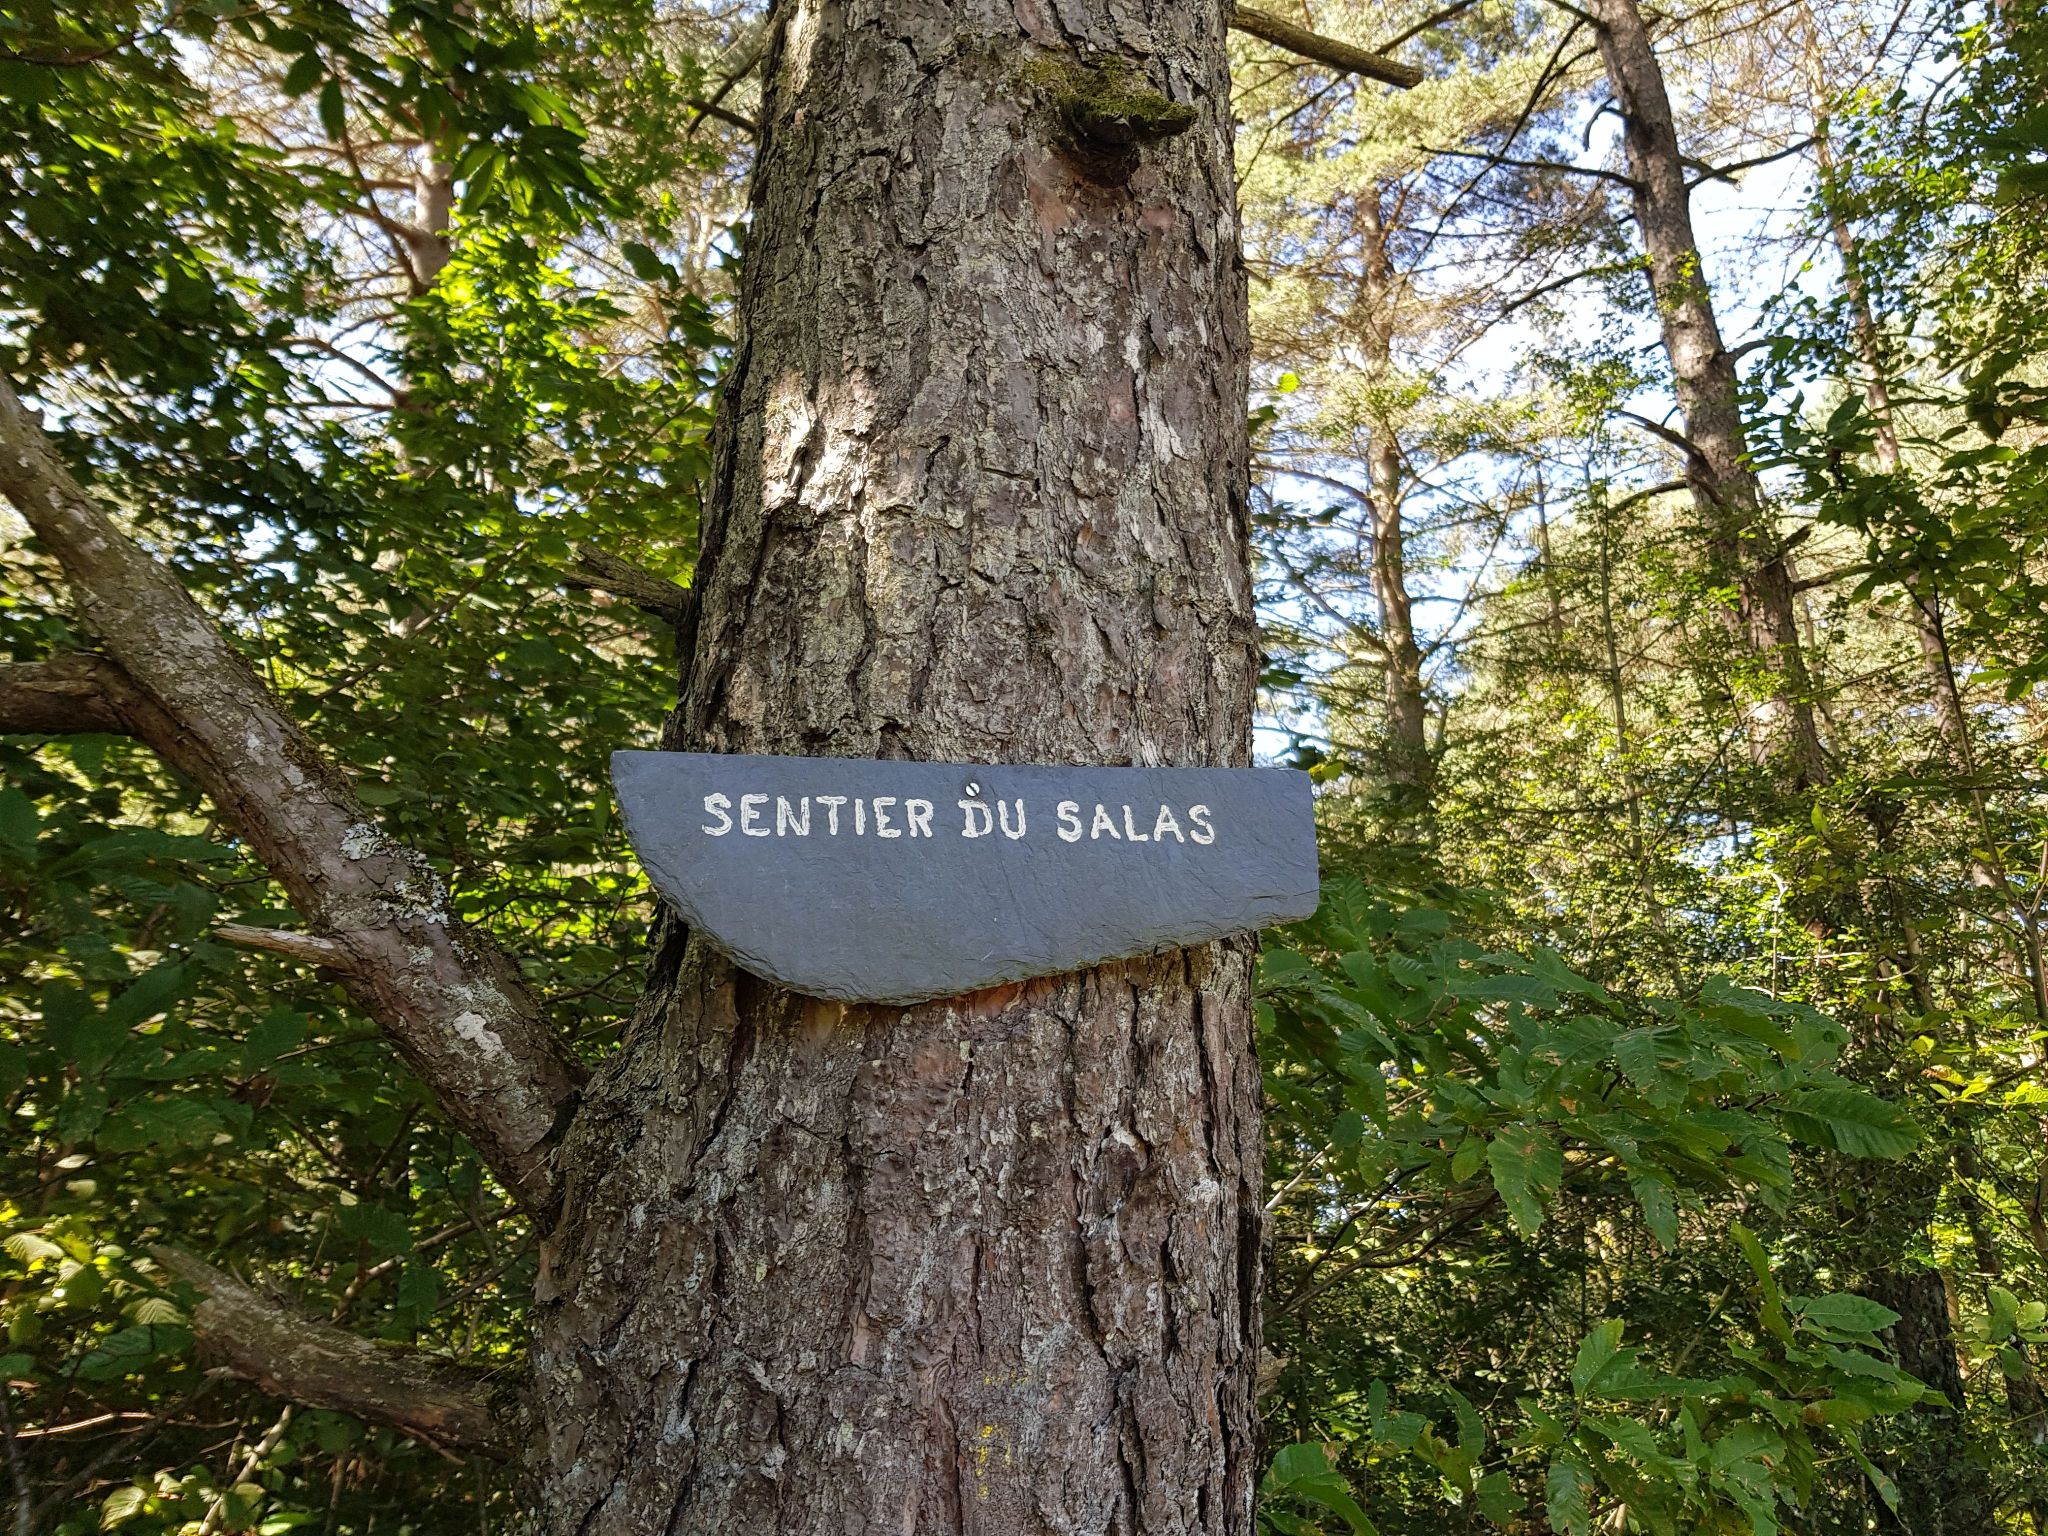 SENTIER DU SALAS